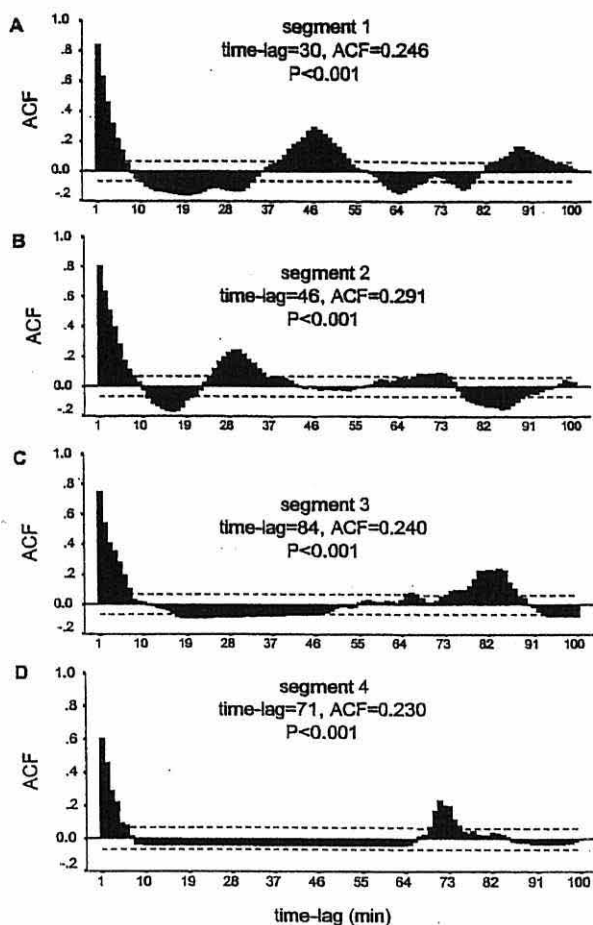 A
segment 1
time-lag=30, ACF=0.246
P<0.001
ACF
1.0
.8
.6
.4
.2
0.0
-.2
1 10 19 28 37 46 55 64 73 82 91 100
B
segment 2
time-lag=46, ACF=0.291
P<0.001
ACF
1.0
.8
.6
.4
.2
0.0
-.2
1 10 19 28 37 46 55 64 73 82 91 100
C
segment 3
time-lag=84, ACF=0.240
P<0.001
ACF
1.0
.8
.6
.4
.2
0.0
-.2
1 10 19 28 37 46 55 64 73 82 91 100
D
segment 4
time-lag=71, ACF=0.230
P<0.001
ACF
1.0
.8
.6
.4
.2
0.0
-.2
1 10 19 28 37 46 55 64 73 82 91 100
time-lag (min)